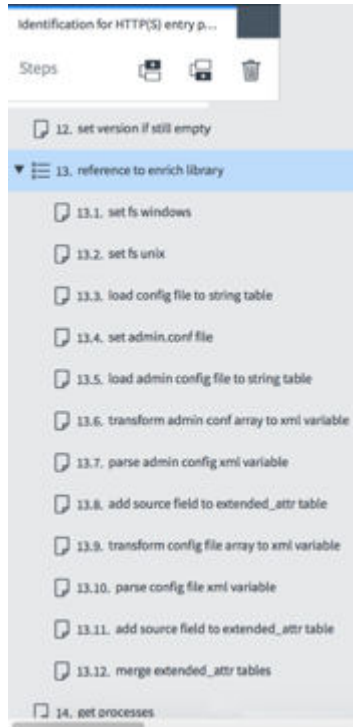 Identification for HTTP(S) entry p...
Steps
12. set version if still empty
13. reference to enrich library
13.1. set fs windows
13.2. set fs unix
13.3. load config file to string table
13.4. set admin.conf file
13.5. load admin config file to string table
13.6. transform admin conf array to xml variable
13.7. parse admin config xml variable
13.8. add source field to extended_attr table
13.9. transform config file array to xml variable
13.10. parse config file xml variable
13.11. add source field to extended_attr table
13.12. merge extended_attr tables
14. get processes